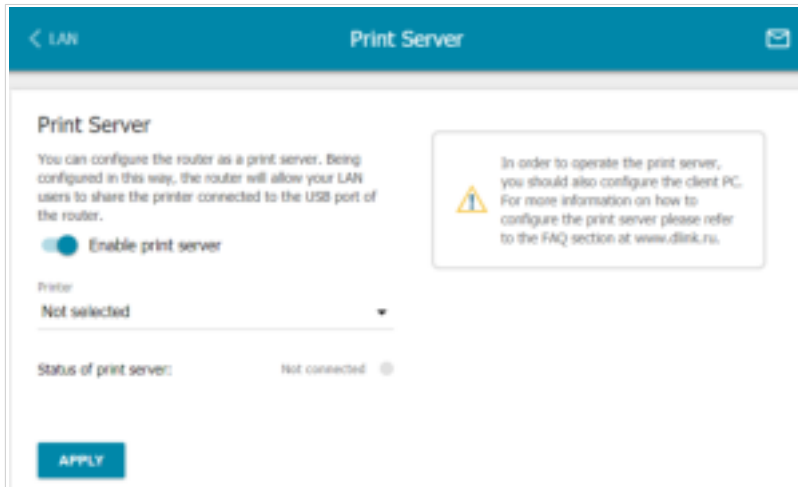 LAN
Print Server
Print Server
You can configure the router as a print server. Being
configured in this way, the router will allow your LAN
users to share the printer connected to the USB port of
the router.
Enable print server
Printer
Not selected
Status of print server:
Not connected
APPLY
In order to operate the print server,
you should also configure the client PC.
For more information on how to
configure the print server please refer
to the FAQ section at www.dlink.ru.